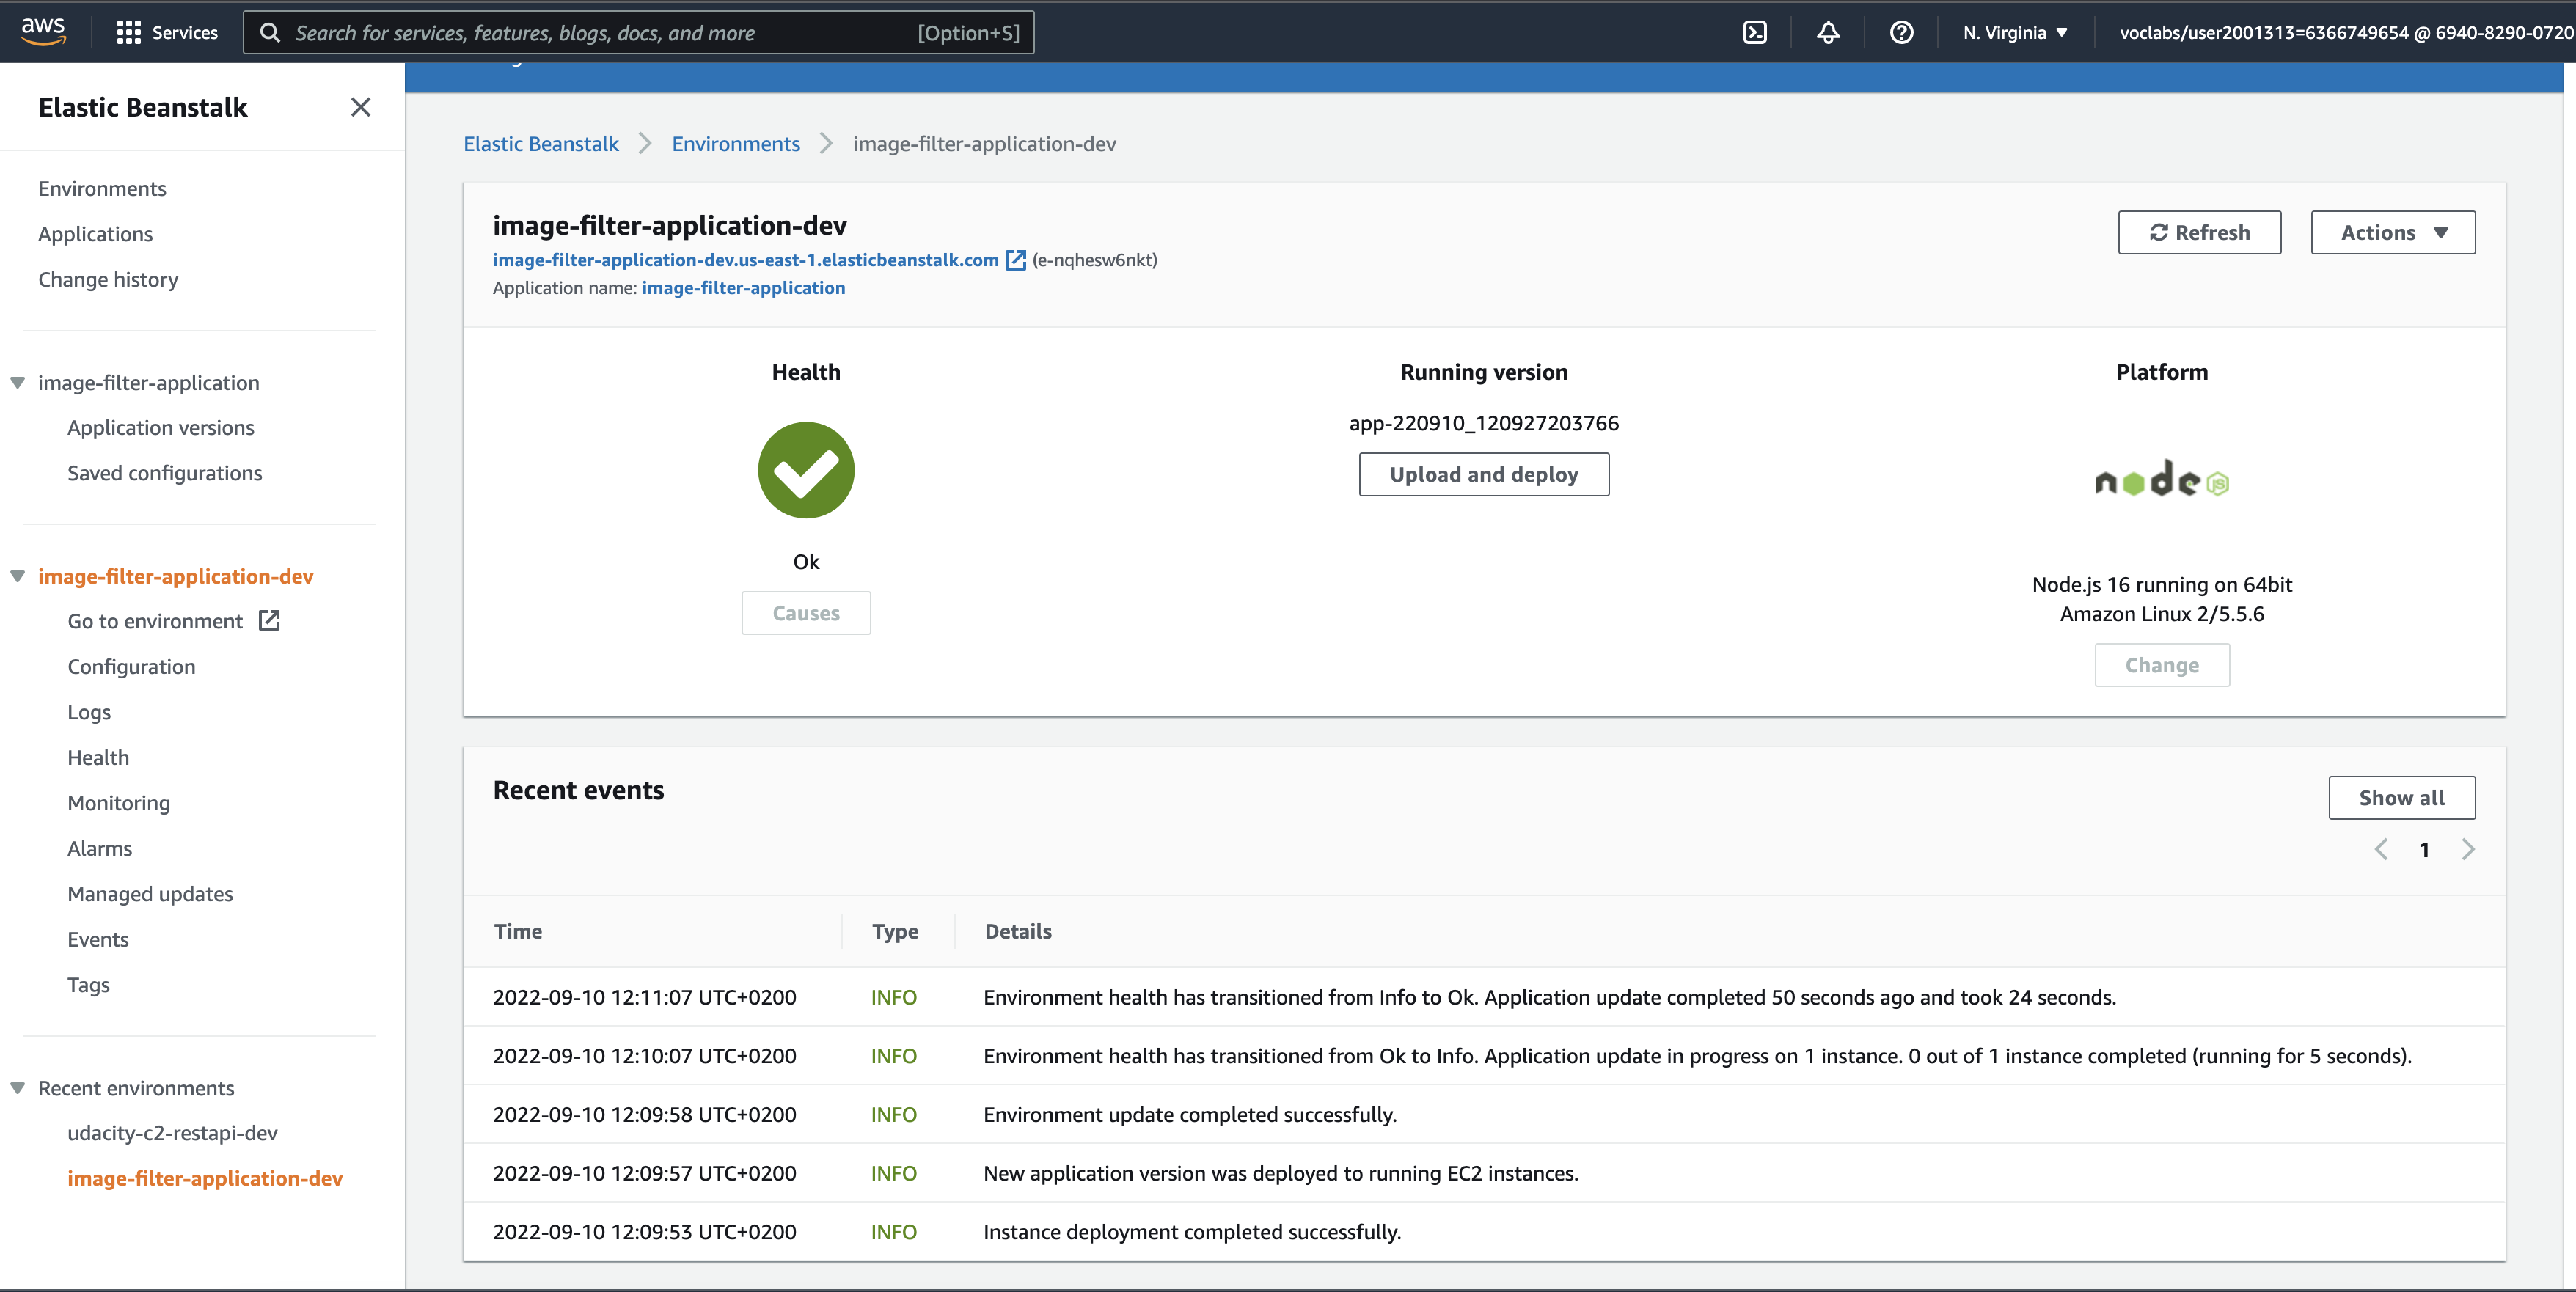 aws
Services
Search for services, features, blogs, docs, and more
[Option+S]
N. Virginia
voclabs/user2001313=6366749654 @ 6940-8290-0720
Elastic Beanstalk
Environments
Applications
Change history
image-filter-application
Application versions
Saved configurations
image-filter-application-dev
Go to environment
Configuration
Logs
Health
Monitoring
Alarms
Managed updates
Events
Tags
Recent environments
udacity-c2-restapi-dev
image-filter-application-dev
Elastic Beanstalk Environments image-filter-application-dev
image-filter-application-dev
image-filter-application-dev.us-east-1.elasticbeanstalk.com (e-nqhesw6nkt)
Application name: image-filter-application
Refresh
Actions
Health
Ok
Causes
Running version
app-220910_120927203766
Upload and deploy
Platform
node JS
Node.js 16 running on 64bit
Amazon Linux 2/5.5.6
Change
Recent events
Show all
1
Time Type Details
2022-09-10 12:11:07 UTC+0200 INFO Environment health has transitioned from Info to Ok. Application update completed 50 seconds ago and took 24 seconds.
2022-09-10 12:10:07 UTC+0200 INFO Environment health has transitioned from Ok to Info. Application update in progress on 1 instance. 0 out of 1 instance completed (running for 5 seconds).
2022-09-10 12:09:58 UTC+0200 INFO Environment update completed successfully.
2022-09-10 12:09:57 UTC+0200 INFO New application version was deployed to running EC2 instances.
2022-09-10 12:09:53 UTC+0200 INFO Instance deployment completed successfully.